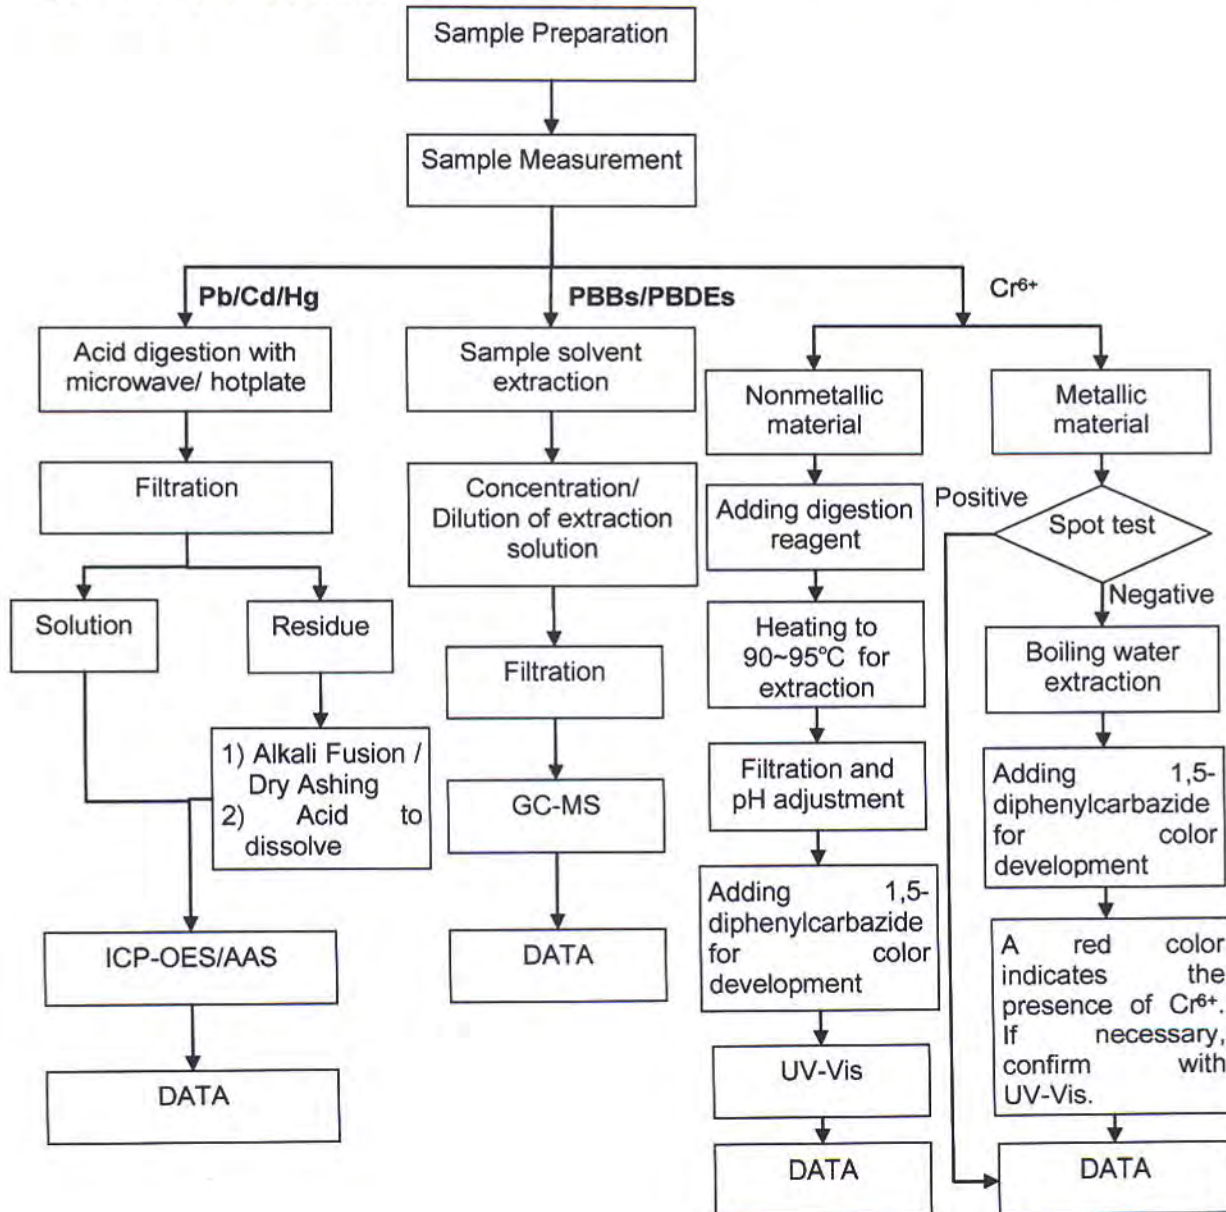 Sample Preparation
Sample Measurement
Pb/Cd/Hg
PBBs/PBDEs
Cr⁶⁺
Acid digestion with
microwave/ hotplate
Filtration
Solution
Residue
1) Alkali Fusion /
Dry Ashing
2) Acid to
dissolve
ICP-OES/AAS
DATA
Sample solvent
extraction
Concentration/
Dilution of extraction
solution
Filtration
GC-MS
DATA
Nonmetallic
material
Adding digestion
reagent
Heating to
90~95℃ for
extraction
Filtration and
pH adjustment
Adding 1,5-
diphenylcarbazide
for color
development
UV-Vis
DATA
Metallic
material
Spot test
Positive
Negative
Boiling water
extraction
Adding 1,5-
diphenylcarbazide
for color
development
A red color
indicates the
presence of Cr⁶⁺.
If necessary,
confirm with
UV-Vis.
DATA